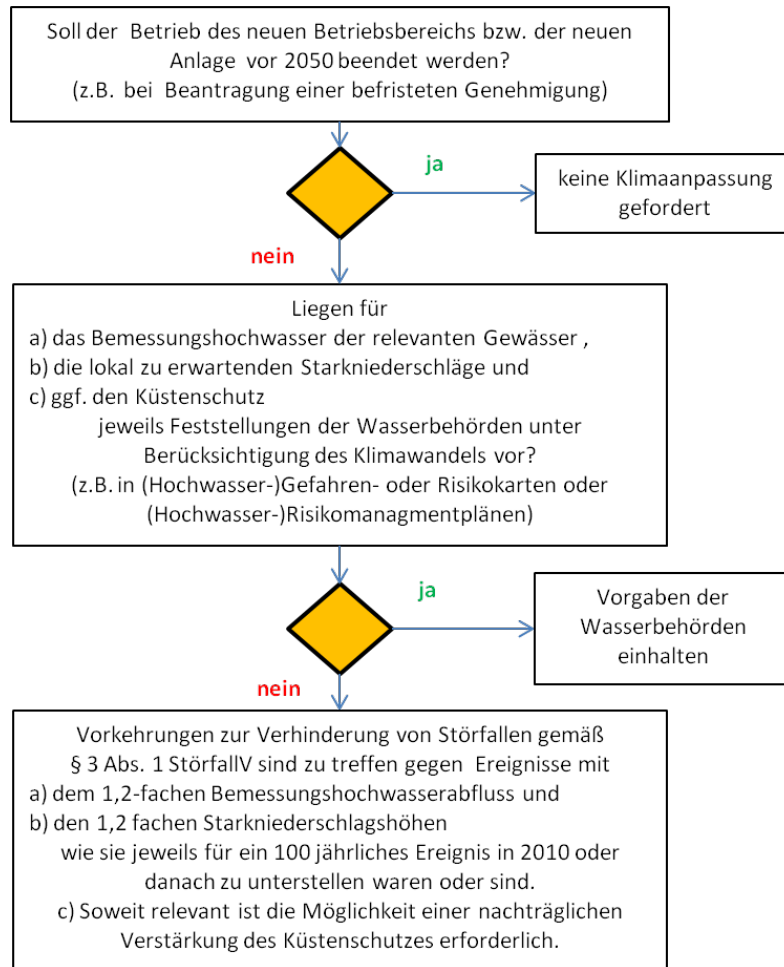 Soll der Betrieb des neuen Betriebsbereichs bzw. der neuen
Anlage vor 2050 beendet werden?
(z.B. bei Beantragung einer befristeten Genehmigung)
ja
keine Klimaanpassung
gefordert
nein
Liegen für
a) das Bemessungshochwasser der relevanten Gewässer ,
b) die lokal zu erwartenden Starkniederschläge und
c) ggf. den Küstenschutz
jeweils Feststellungen der Wasserbehörden unter
Berücksichtigung des Klimawandels vor?
(z.B. in (Hochwasser-)Gefahren- oder Risikokarten oder
(Hochwasser-)Risikomanagmentplänen)
ja
Vorgaben der
Wasserbehörden
einhalten
nein
Vorkehrungen zur Verhinderung von Störfallen gemäß
§ 3 Abs. 1 StörfallV sind zu treffen gegen Ereignisse mit
a) dem 1,2-fachen Bemessungshochwasserabfluss und
b) den 1,2 fachen Starkniederschlagshöhen
wie sie jeweils für ein 100 jährliches Ereignis in 2010 oder
danach zu unterstellen waren oder sind.
c) Soweit relevant ist die Möglichkeit einer nachträglichen
Verstärkung des Küstenschutzes erforderlich.